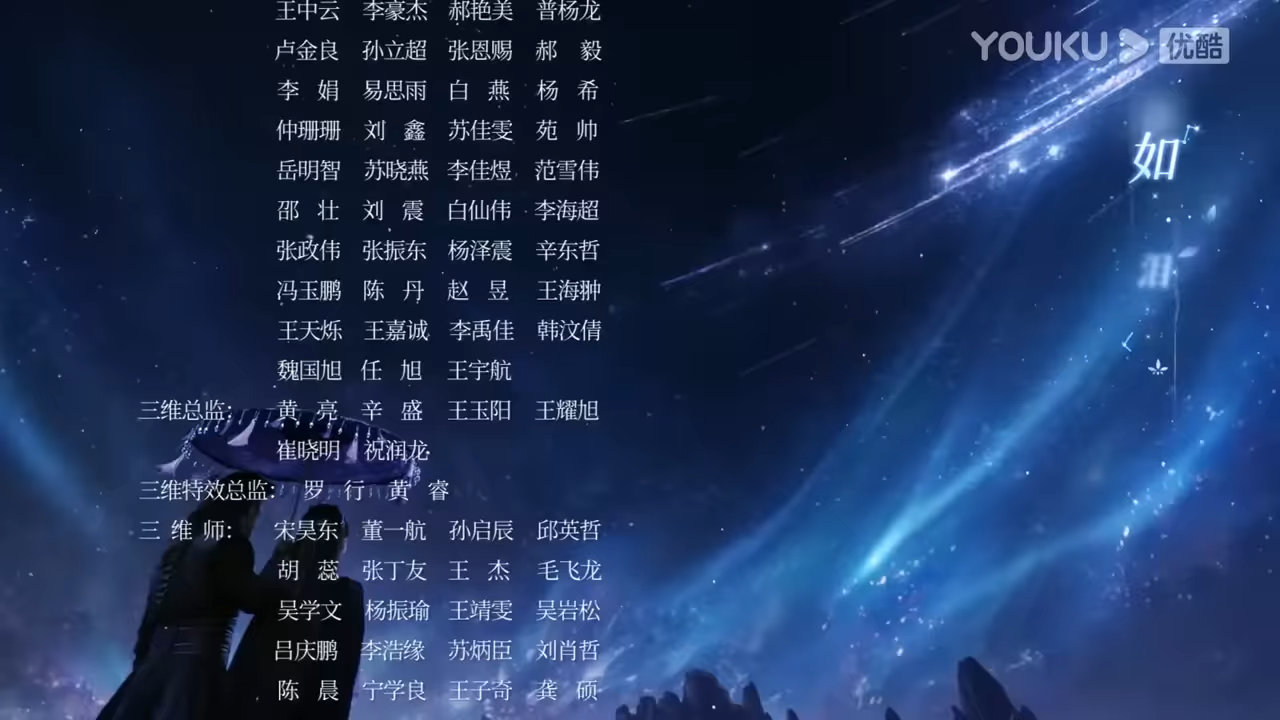 王中云 李豪杰 郝艳美 普杨龙
卢金良 孙立超 张恩赐 郝 毅
李 娟 易思雨 白 燕 杨 希
仲珊珊 刘 鑫 苏佳雯 苑 帅
岳明智 苏晓燕 李佳煜 范雪伟
邵 壮 刘 震 白仙伟 李海超
张政伟 张振东 杨泽震 辛东哲
冯玉鹏 陈 丹 赵 昱 王海翀
王天烁 王嘉诚 李禹佳 韩汶倩
魏国旭 任 旭 王宇航
三维总监: 黄 亮 辛 盛 王玉阳 王耀旭
崔晓明 祝润龙
三维特效总监: 罗 行 黄 睿
三 维 师: 宋昊东 董一航 孙启辰 邱英哲
胡 蕊 张丁友 王 杰 毛飞龙
吴学文 杨振瑜 王靖雯 吴岩松
吕庆鹏 李浩缘 苏炳臣 刘肖哲
陈 晨 宁学良 王子奇 龚 硕
YOUKU 优酷
如